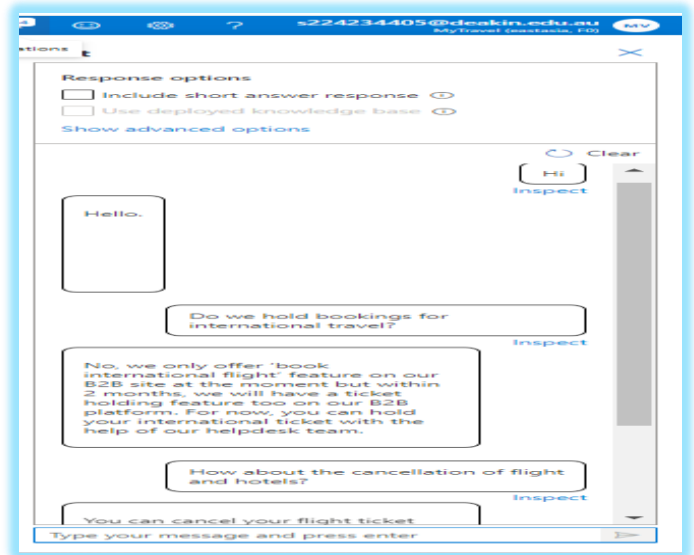 ?
s224234405@deakin.edu.au
MyTravel (eastasia, F0)
MV
ations
t
Response options
Include short answer response
Use deployed knowledge base
Show advanced options
Clear
Hi
Inspect
Hello.
Do we hold bookings for
international travel?
Inspect
No, we only offer 'book
international flight' feature on our
B2B site at the moment but within
2 months, we will have a ticket
holding feature too on our B2B
platform. For now, you can hold
your international ticket with the
help of our helpdesk team.
How about the cancellation of flight
and hotels?
Inspect
You can cancel your flight ticket
Type your message and press enter